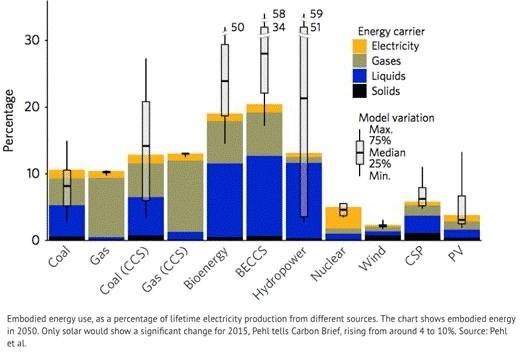 58
59
50
34
51
Energy carrier
Electricity
Gases
Liquids
Solids
Model variation
Max.
75%
Median
25%
Min.
Percentage
30
20
10
0
Coal
Gas
Coal (CCS)
Gas (CCS)
Bioenergy
BECCS
Hydropower
Nuclear
Wind
CSP
PV
Embodied energy use, as a percentage of lifetime electricity production from different sources. The chart shows embodied energy
in 2050. Only solar would show a significant change for 2015, Pehl tells Carbon Brief, rising from around 4 to 10%. Source: Pehl
et al.